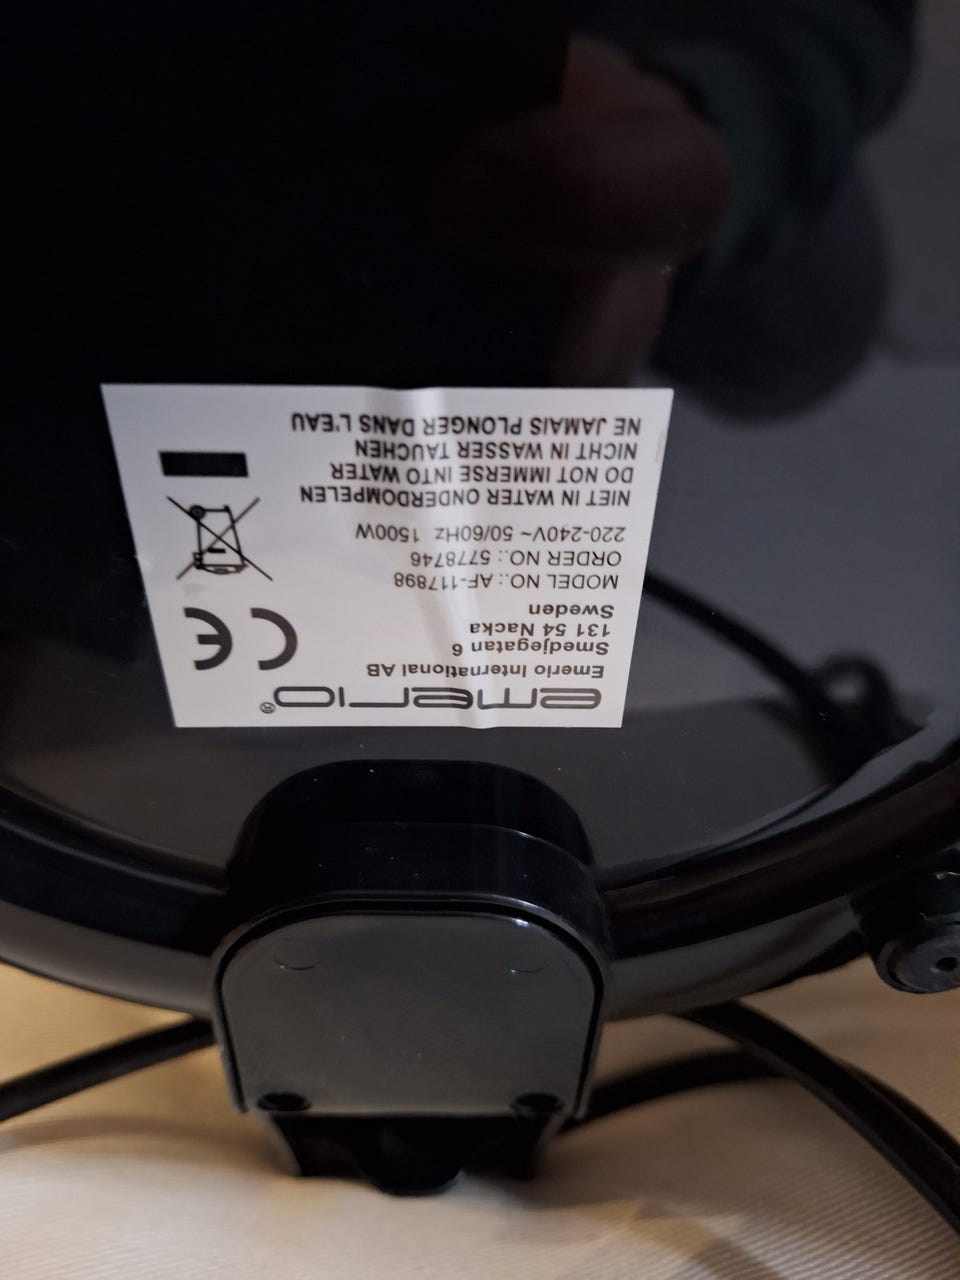 emerio®
Emerio International AB
Smedjegatan 6
131 54 Nacka
Sweden
MODEL NO.: AF-117898
ORDER NO.: 5778746
220-240V~ 50/60Hz 1500W
NIET IN WATER ONDERDOMPELEN
DO NOT IMMERSE INTO WATER
NICHT IN WASSER TAUCHEN
NE JAMAIS PLONGER DANS L'EAU
CE